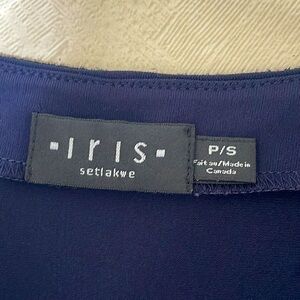 ▪IrIS▪
setlakwe
P/S
Fait au/Made in
Canada